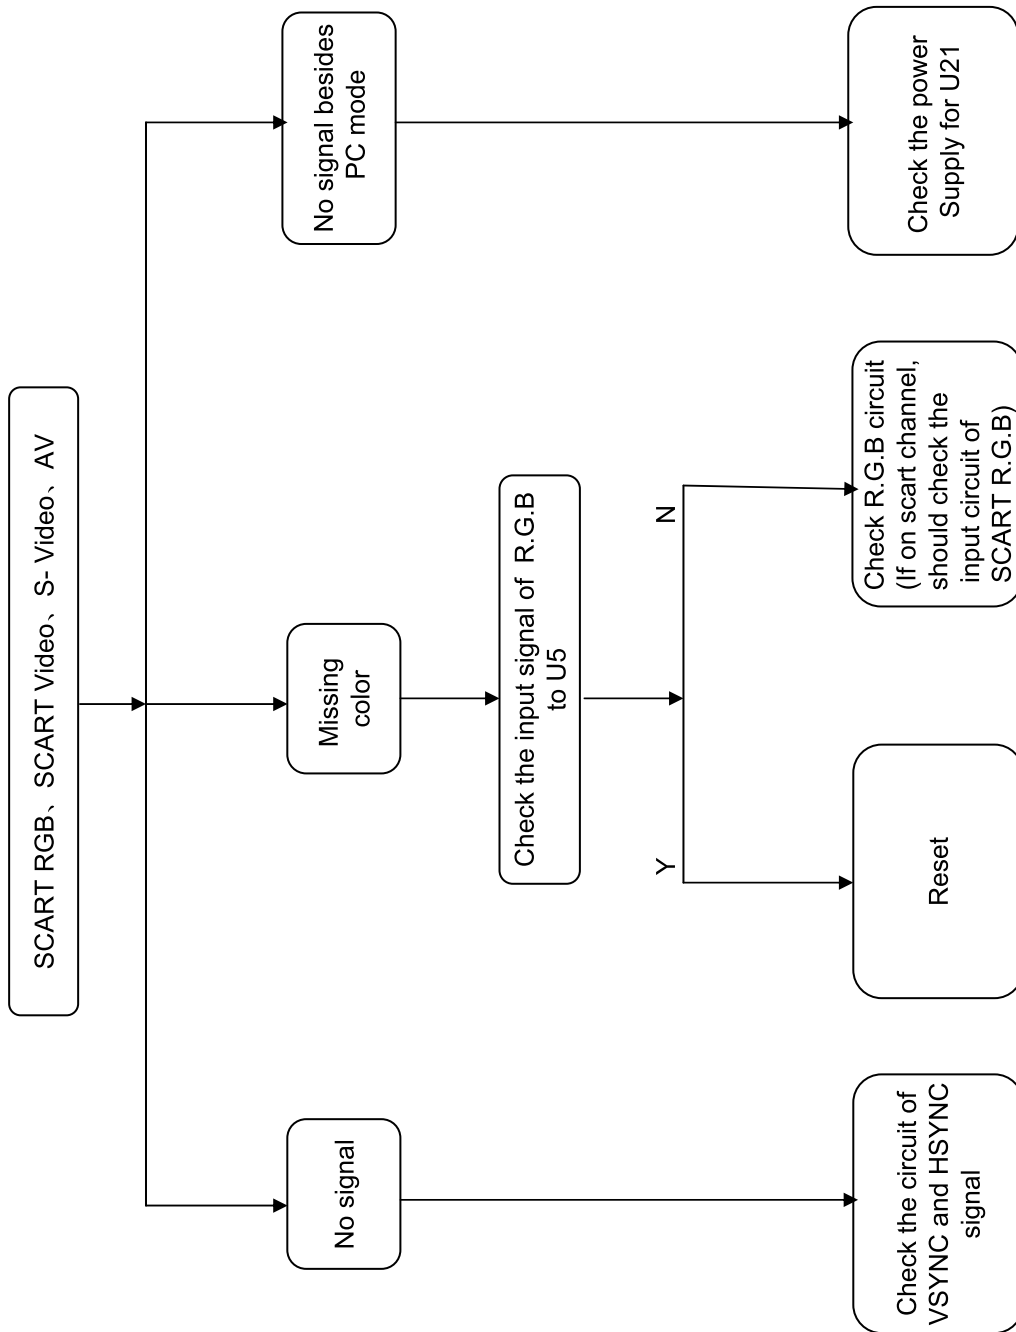 SCART RGB、SCART Video、S- Video、AV
No signal
Missing
color
No signal besides
PC mode
Check the input signal of R.G.B
to U5
Y
N
Check the circuit of
VSYNC and HSYNC
signal
Reset
Check R.G.B circuit
(If on scart channel,
should check the
input circuit of
SCART R.G.B)
Check the power
Supply for U21